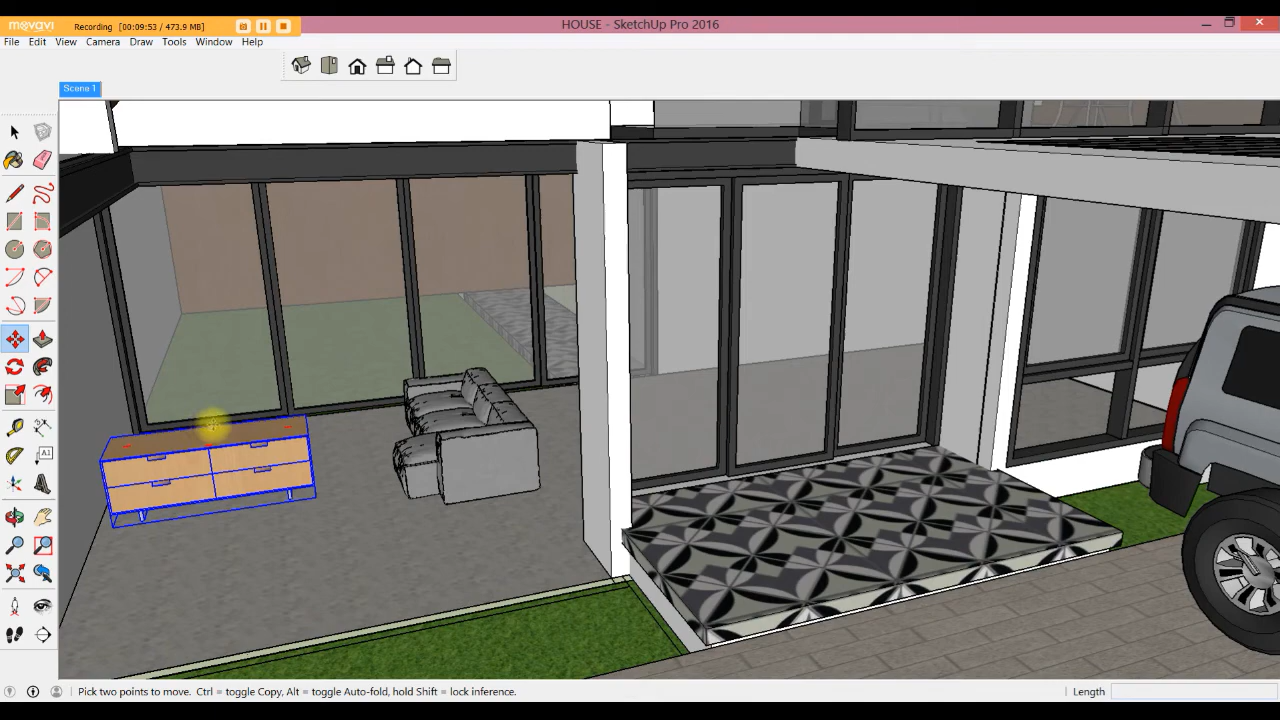 movavi
Recording [00:09:53 / 473.9 MB]
HOUSE - SketchUp Pro 2016
File Edit View Camera Draw Tools Window Help
Scene 1
A1
Pick two points to move. Ctrl = toggle Copy, Alt = toggle Auto-fold, hold Shift = lock inference.
Length